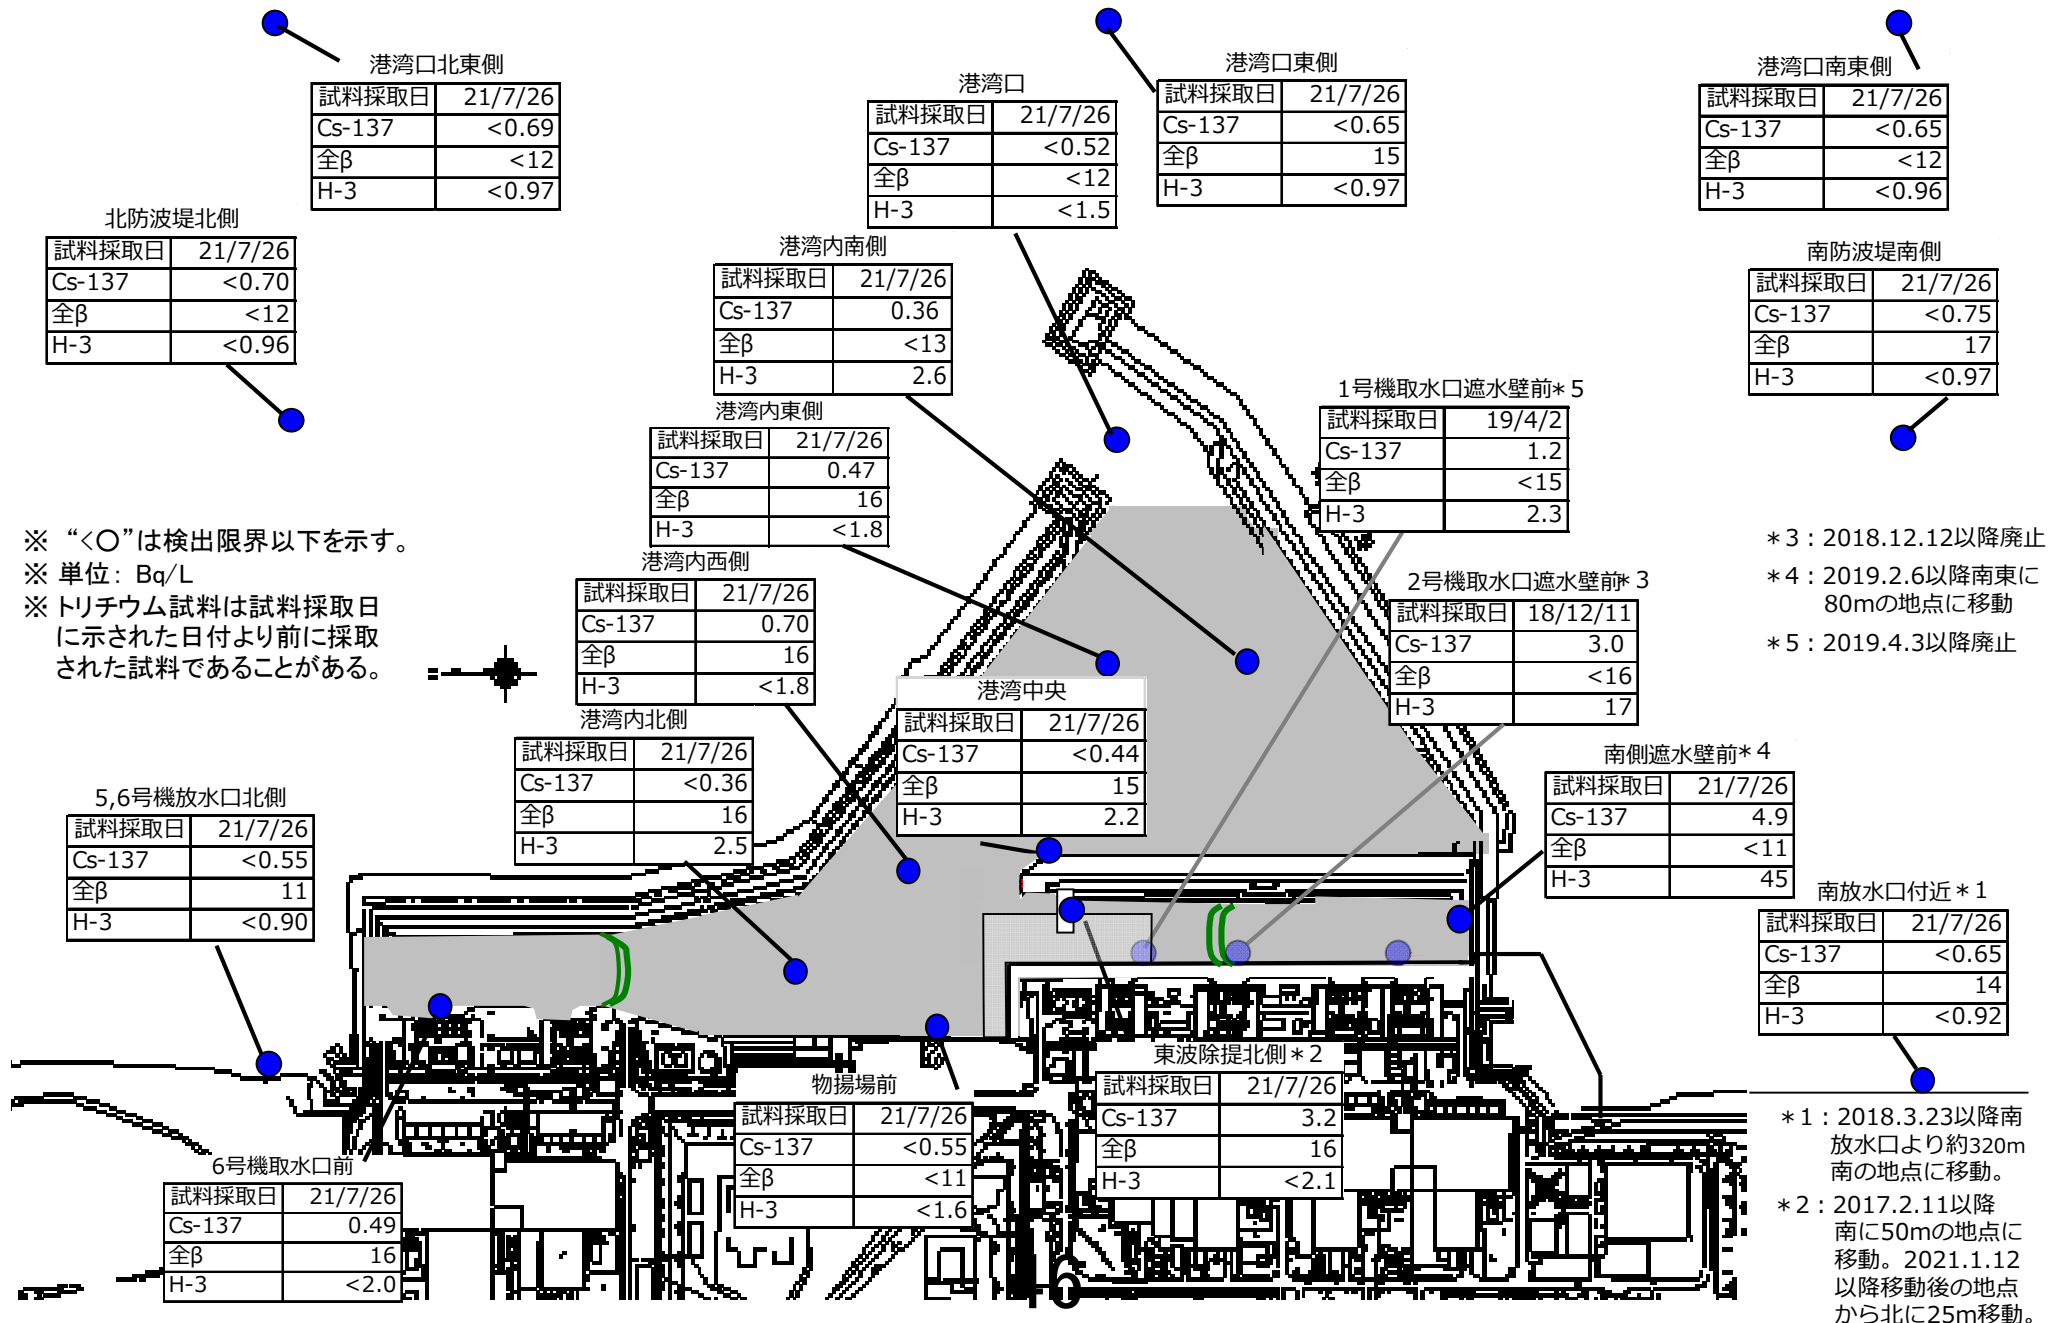 港湾口北東側
試料採取日 21/7/26
Cs-137 <0.69
全β <12
H-3 <0.97
港湾口
試料採取日 21/7/26
Cs-137 <0.52
全β <12
H-3 <1.5
港湾口東側
試料採取日 21/7/26
Cs-137 <0.65
全β 15
H-3 <0.97
港湾口南東側
試料採取日 21/7/26
Cs-137 <0.65
全β <12
H-3 <0.96
北防波堤北側
試料採取日 21/7/26
Cs-137 <0.70
全β <12
H-3 <0.96
港湾内南側
試料採取日 21/7/26
Cs-137 0.36
全β <13
H-3 2.6
南防波堤南側
試料採取日 21/7/26
Cs-137 <0.75
全β 17
H-3 <0.97
港湾内東側
試料採取日 21/7/26
Cs-137 0.47
全β 16
H-3 <1.8
1号機取水口遮水壁前*5
試料採取日 19/4/2
Cs-137 1.2
全β <15
H-3 2.3
※ “<〇”は検出限界以下を示す。
※ 単位: Bq/L
※ トリチウム試料は試料採取日
に示された日付より前に採取
された試料であることがある。
港湾内西側
試料採取日 21/7/26
Cs-137 0.70
全β 16
H-3 <1.8
2号機取水口遮水壁前*3
試料採取日 18/12/11
Cs-137 3.0
全β <16
H-3 17
*3:2018.12.12以降廃止
*4:2019.2.6以降南東に
80mの地点に移動
*5:2019.4.3以降廃止
港湾内北側
試料採取日 21/7/26
Cs-137 <0.36
全β 16
H-3 2.5
港湾中央
試料採取日 21/7/26
Cs-137 <0.44
全β 15
H-3 2.2
南側遮水壁前*4
試料採取日 21/7/26
Cs-137 4.9
全β <11
H-3 45
5,6号機放水口北側
試料採取日 21/7/26
Cs-137 <0.55
全β 11
H-3 <0.90
南放水口付近*1
試料採取日 21/7/26
Cs-137 <0.65
全β 14
H-3 <0.92
6号機取水口前
試料採取日 21/7/26
Cs-137 0.49
全β 16
H-3 <2.0
物揚場前
試料採取日 21/7/26
Cs-137 <0.55
全β <11
H-3 <1.6
東波除提北側*2
試料採取日 21/7/26
Cs-137 3.2
全β 16
H-3 <2.1
*1:2018.3.23以降南
放水口より約320m
南の地点に移動。
*2:2017.2.11以降
南に50mの地点に
移動。2021.1.12
以降移動後の地点
から北に25m移動。